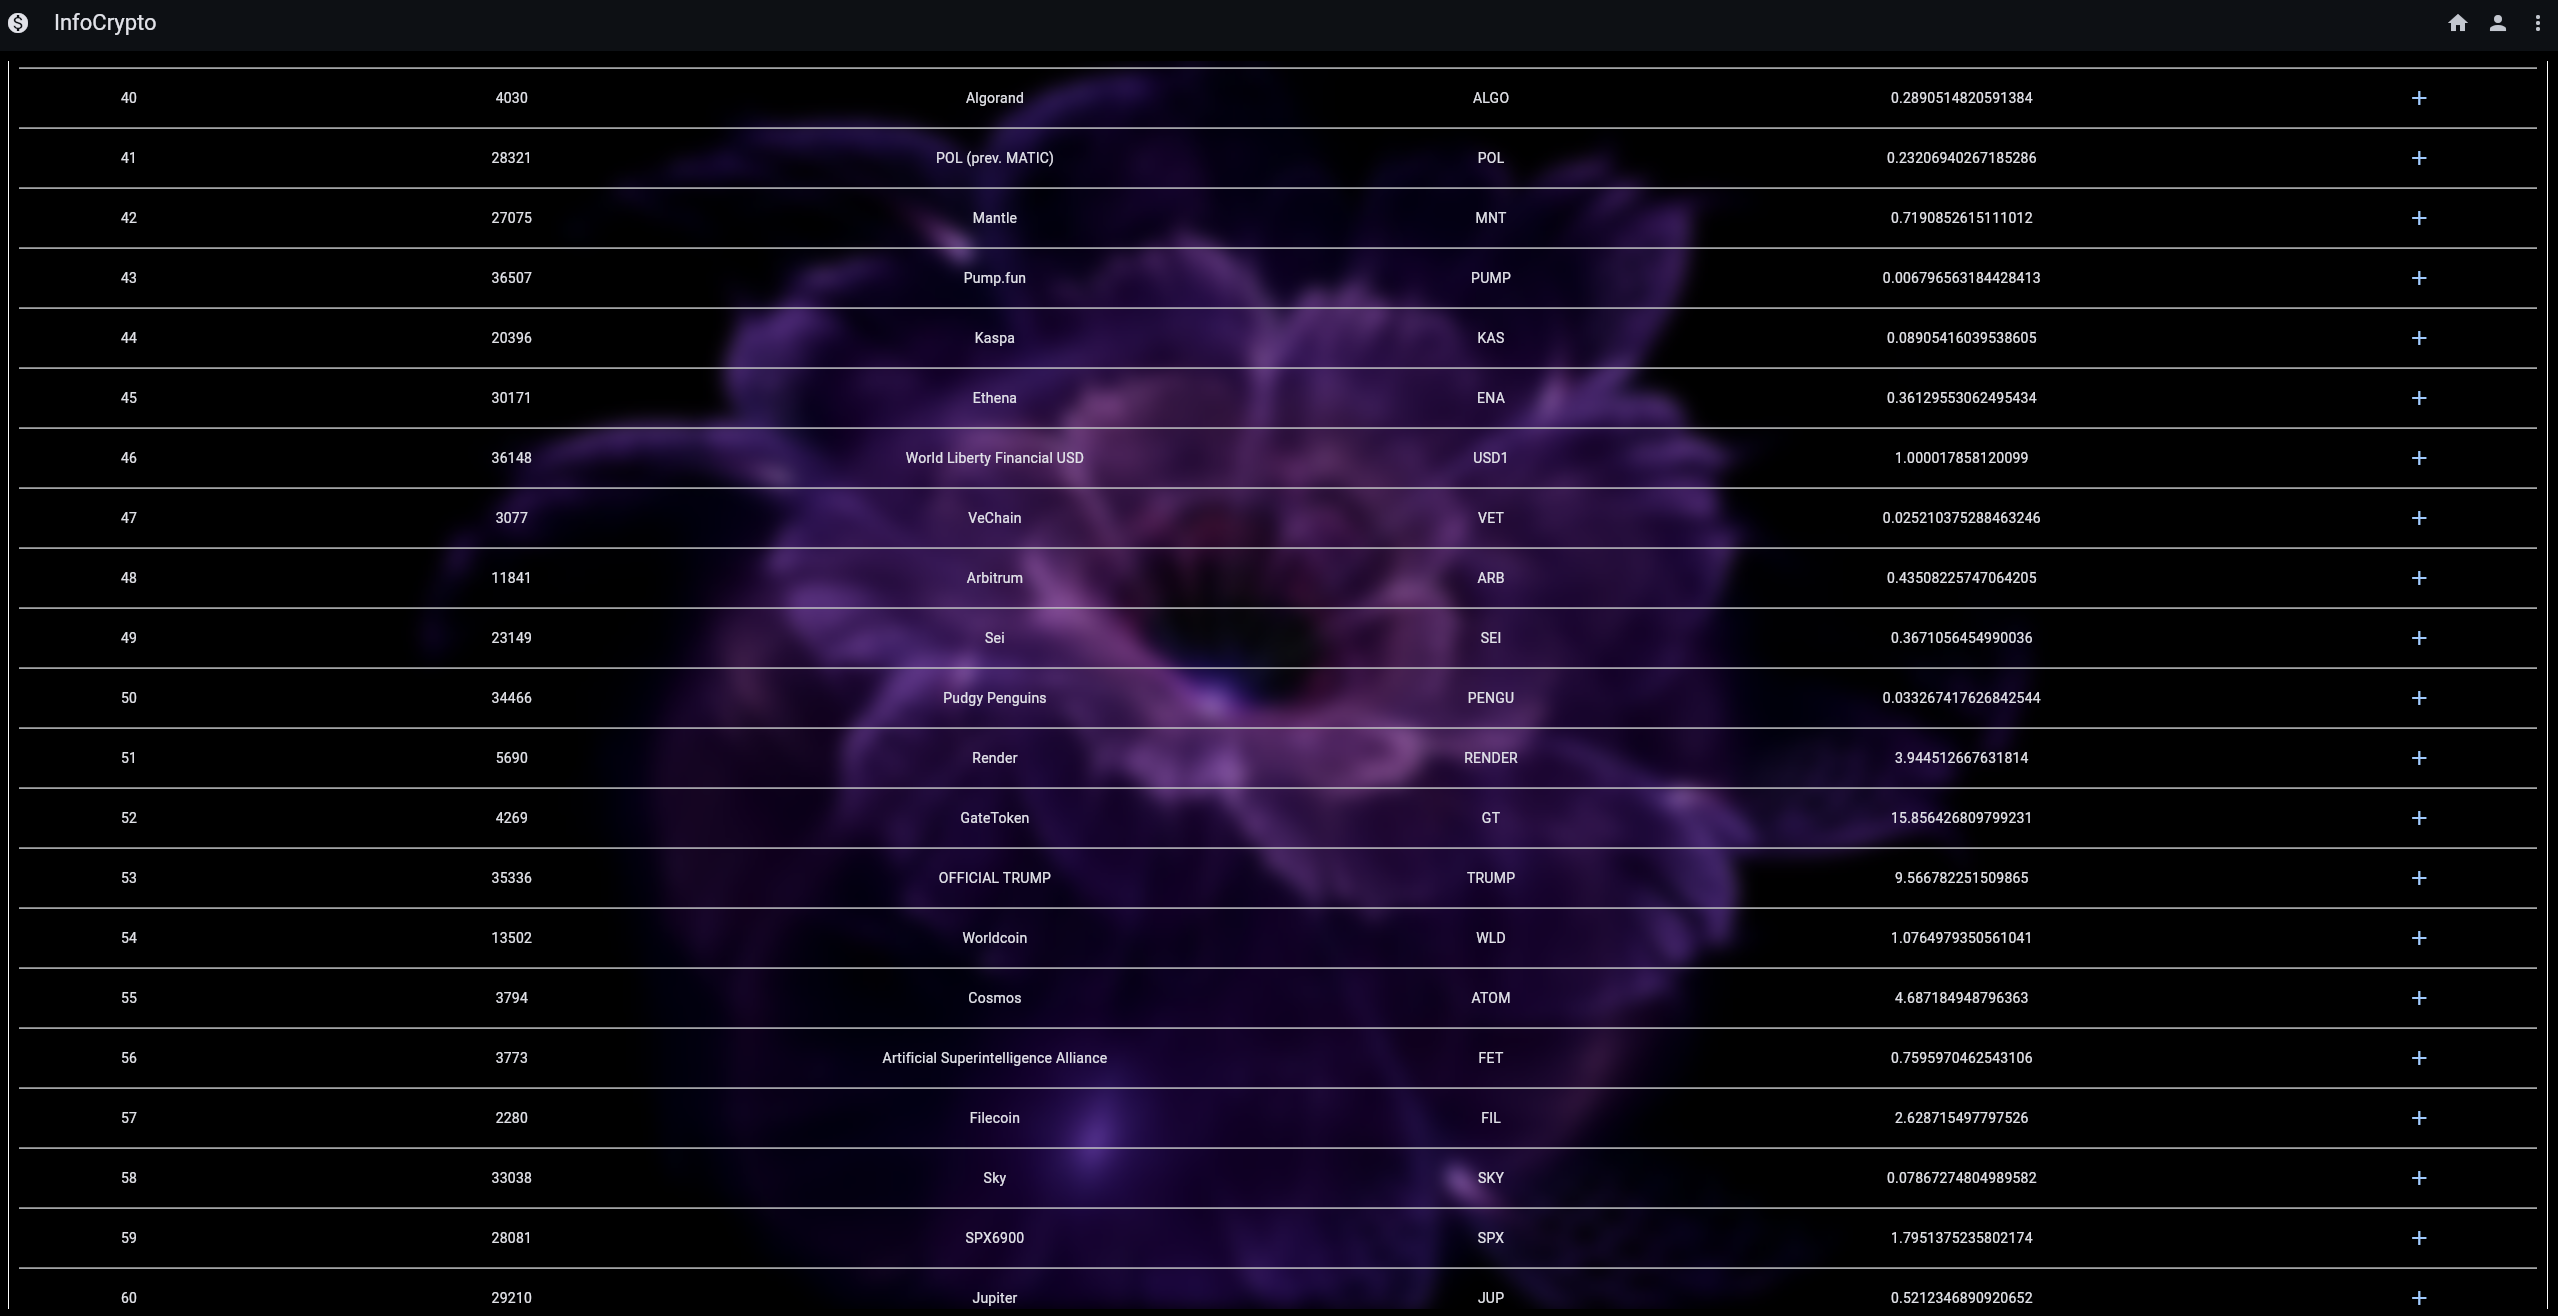 InfoCrypto
40 4030 Algorand ALGO 0.2890514820591384 +
41 28321 POL (prev. MATIC) POL 0.23206940267185286 +
42 27075 Mantle MNT 0.7190852615111012 +
43 36507 Pump.fun PUMP 0.006796563184428413 +
44 20396 Kaspa KAS 0.08905416039538605 +
45 30171 Ethena ENA 0.36129553062495434 +
46 36148 World Liberty Financial USD USD1 1.000017858120099 +
47 3077 VeChain VET 0.025210375288463246 +
48 11841 Arbitrum ARB 0.43508225747064205 +
49 23149 Sei SEI 0.3671056454990036 +
50 34466 Pudgy Penguins PENGU 0.033267417626842544 +
51 5690 Render RENDER 3.944512667631814 +
52 4269 GateToken GT 15.856426809799231 +
53 35336 OFFICIAL TRUMP TRUMP 9.566782251509865 +
54 13502 Worldcoin WLD 1.0764979350561041 +
55 3794 Cosmos ATOM 4.687184948796363 +
56 3773 Artificial Superintelligence Alliance FET 0.7595970462543106 +
57 2280 Filecoin FIL 2.628715497797526 +
58 33038 Sky SKY 0.07867274804989582 +
59 28081 SPX6900 SPX 1.7951375235802174 +
60 29210 Jupiter JUP 0.5212346890920652 +